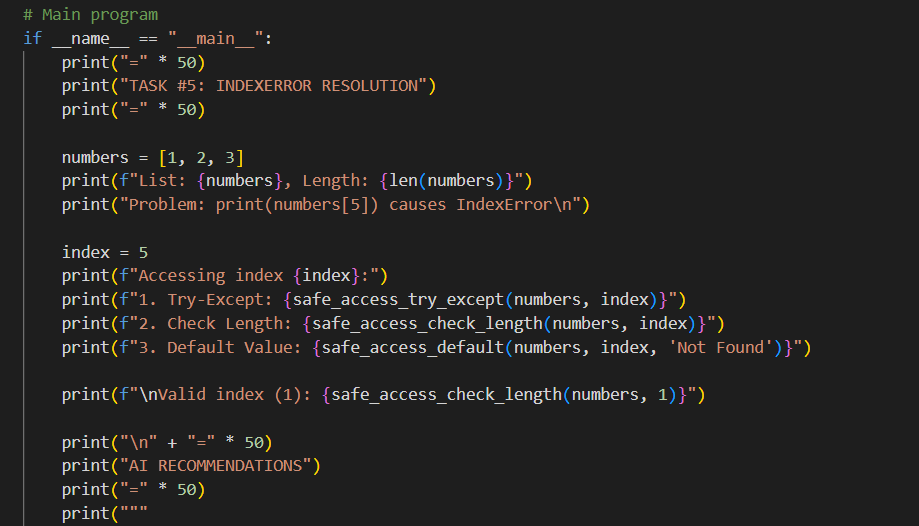 # Main program
if __name__ == "__main__":
    print("=" * 50)
    print("TASK #5: INDEXERROR RESOLUTION")
    print("=" * 50)

    numbers = [1, 2, 3]
    print(f"List: {numbers}, Length: {len(numbers)}")
    print("Problem: print(numbers[5]) causes IndexError\n")

    index = 5
    print(f"Accessing index {index}:")
    print(f"1. Try-Except: {safe_access_try_except(numbers, index)}")
    print(f"2. Check Length: {safe_access_check_length(numbers, index)}")
    print(f"3. Default Value: {safe_access_default(numbers, index, 'Not Found')}")

    print(f"\nValid index (1): {safe_access_check_length(numbers, 1)}")

    print("\n" + "=" * 50)
    print("AI RECOMMENDATIONS")
    print("=" * 50)
    print("""